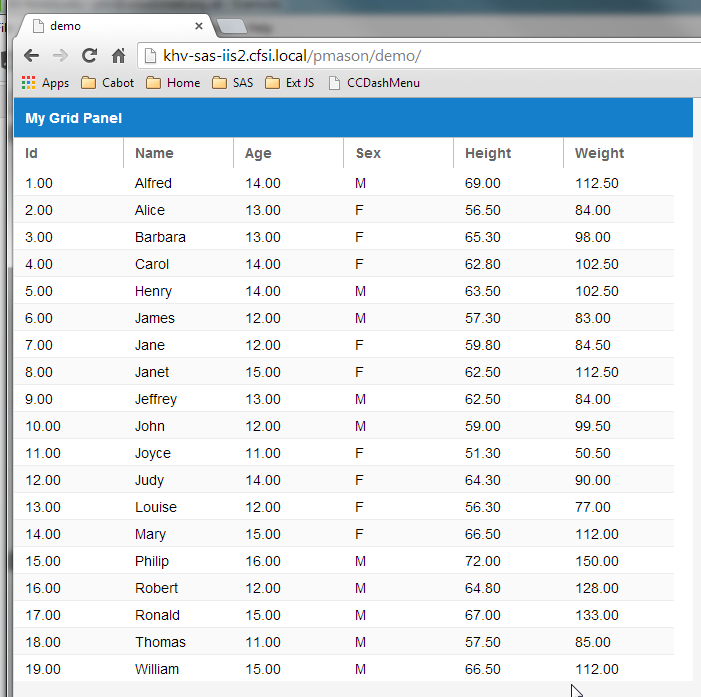 demo
khv-sas-iis2.cfsi.local/pmason/demo/
Apps Cabot Home SAS Ext JS CCDashMenu
My Grid Panel
Id Name Age Sex Height Weight
1.00 Alfred 14.00 M 69.00 112.50
2.00 Alice 13.00 F 56.50 84.00
3.00 Barbara 13.00 F 65.30 98.00
4.00 Carol 14.00 F 62.80 102.50
5.00 Henry 14.00 M 63.50 102.50
6.00 James 12.00 M 57.30 83.00
7.00 Jane 12.00 F 59.80 84.50
8.00 Janet 15.00 F 62.50 112.50
9.00 Jeffrey 13.00 M 62.50 84.00
10.00 John 12.00 M 59.00 99.50
11.00 Joyce 11.00 F 51.30 50.50
12.00 Judy 14.00 F 64.30 90.00
13.00 Louise 12.00 F 56.30 77.00
14.00 Mary 15.00 F 66.50 112.00
15.00 Philip 16.00 M 72.00 150.00
16.00 Robert 12.00 M 64.80 128.00
17.00 Ronald 15.00 M 67.00 133.00
18.00 Thomas 11.00 M 57.50 85.00
19.00 William 15.00 M 66.50 112.00